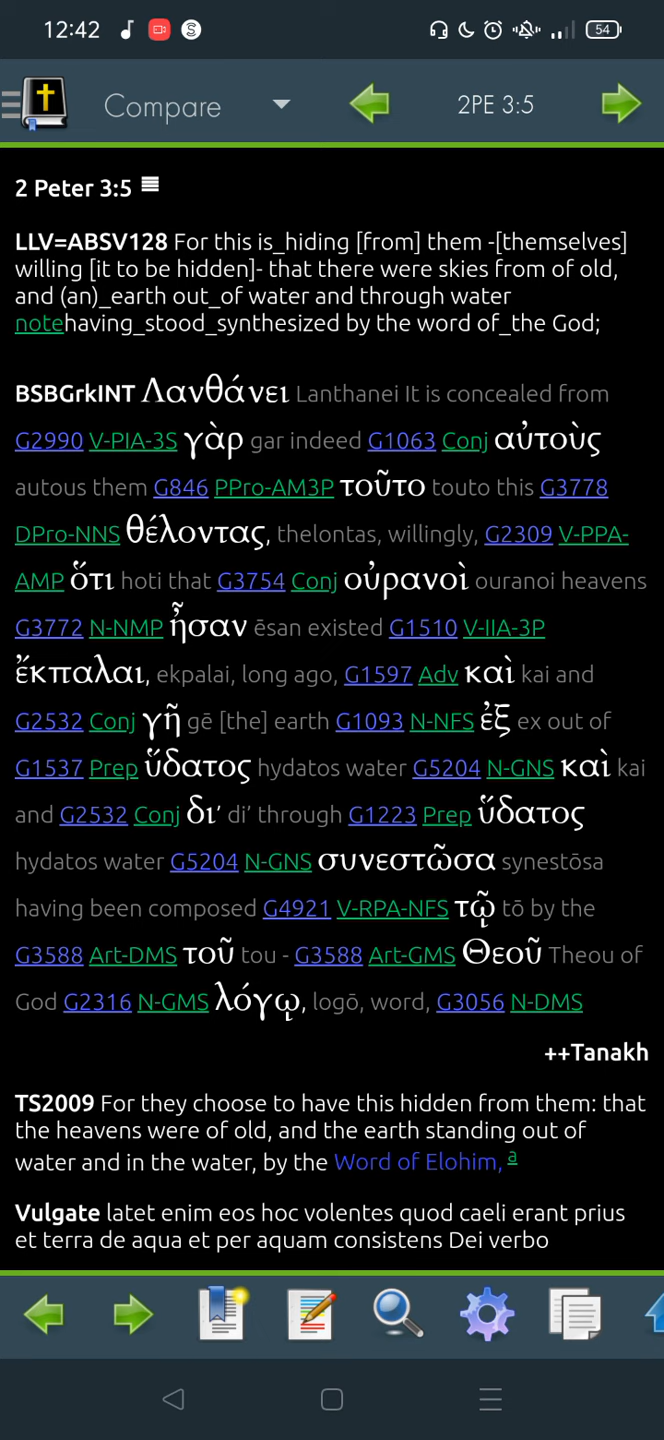 12:42
54
Compare 2PE 3:5
2 Peter 3:5
LLV=ABSV128 For this is_hiding [from] them -[themselves]
willing [it to be hidden]- that there were skies from of old,
and (an)_earth out_of water and through water
notehaving_stood_synthesized by the word of_the God;
BSBGrkINT Λανθάνει Lanthanei It is concealed from
G2990 V-PIA-3S γὰρ gar indeed G1063 Conj αὐτοὺς
autous them G846 PPro-AM3P τοῦτο touto this G3778
DPro-NNS θέλοντας, thelontas, willingly, G2309 V-PPA-
AMP ὅτι hoti that G3754 Conj οὐρανοὶ ouranoi heavens
G3772 N-NMP ἦσαν ēsan existed G1510 V-IIA-3P
ἔκπαλαι, ekpalai, long ago, G1597 Adv καὶ kai and
G2532 Conj γῆ gē [the] earth G1093 N-NFS ἐξ ex out of
G1537 Prep ὕδατος hydatos water G5204 N-GNS καὶ kai
and G2532 Conj δι’ di’ through G1223 Prep ὕδατος
hydatos water G5204 N-GNS συνεστῶσα synestōsa
having been composed G4921 V-RPA-NFS τῷ tō by the
G3588 Art-DMS τοῦ tou - G3588 Art-GMS Θεοῦ Theou of
God G2316 N-GMS λόγῳ, logō, word, G3056 N-DMS
++Tanakh
TS2009 For they choose to have this hidden from them: that
the heavens were of old, and the earth standing out of
water and in the water, by the Word of Elohim, a
Vulgate latet enim eos hoc volentes quod caeli erant prius
et terra de aqua et per aquam consistens Dei verbo